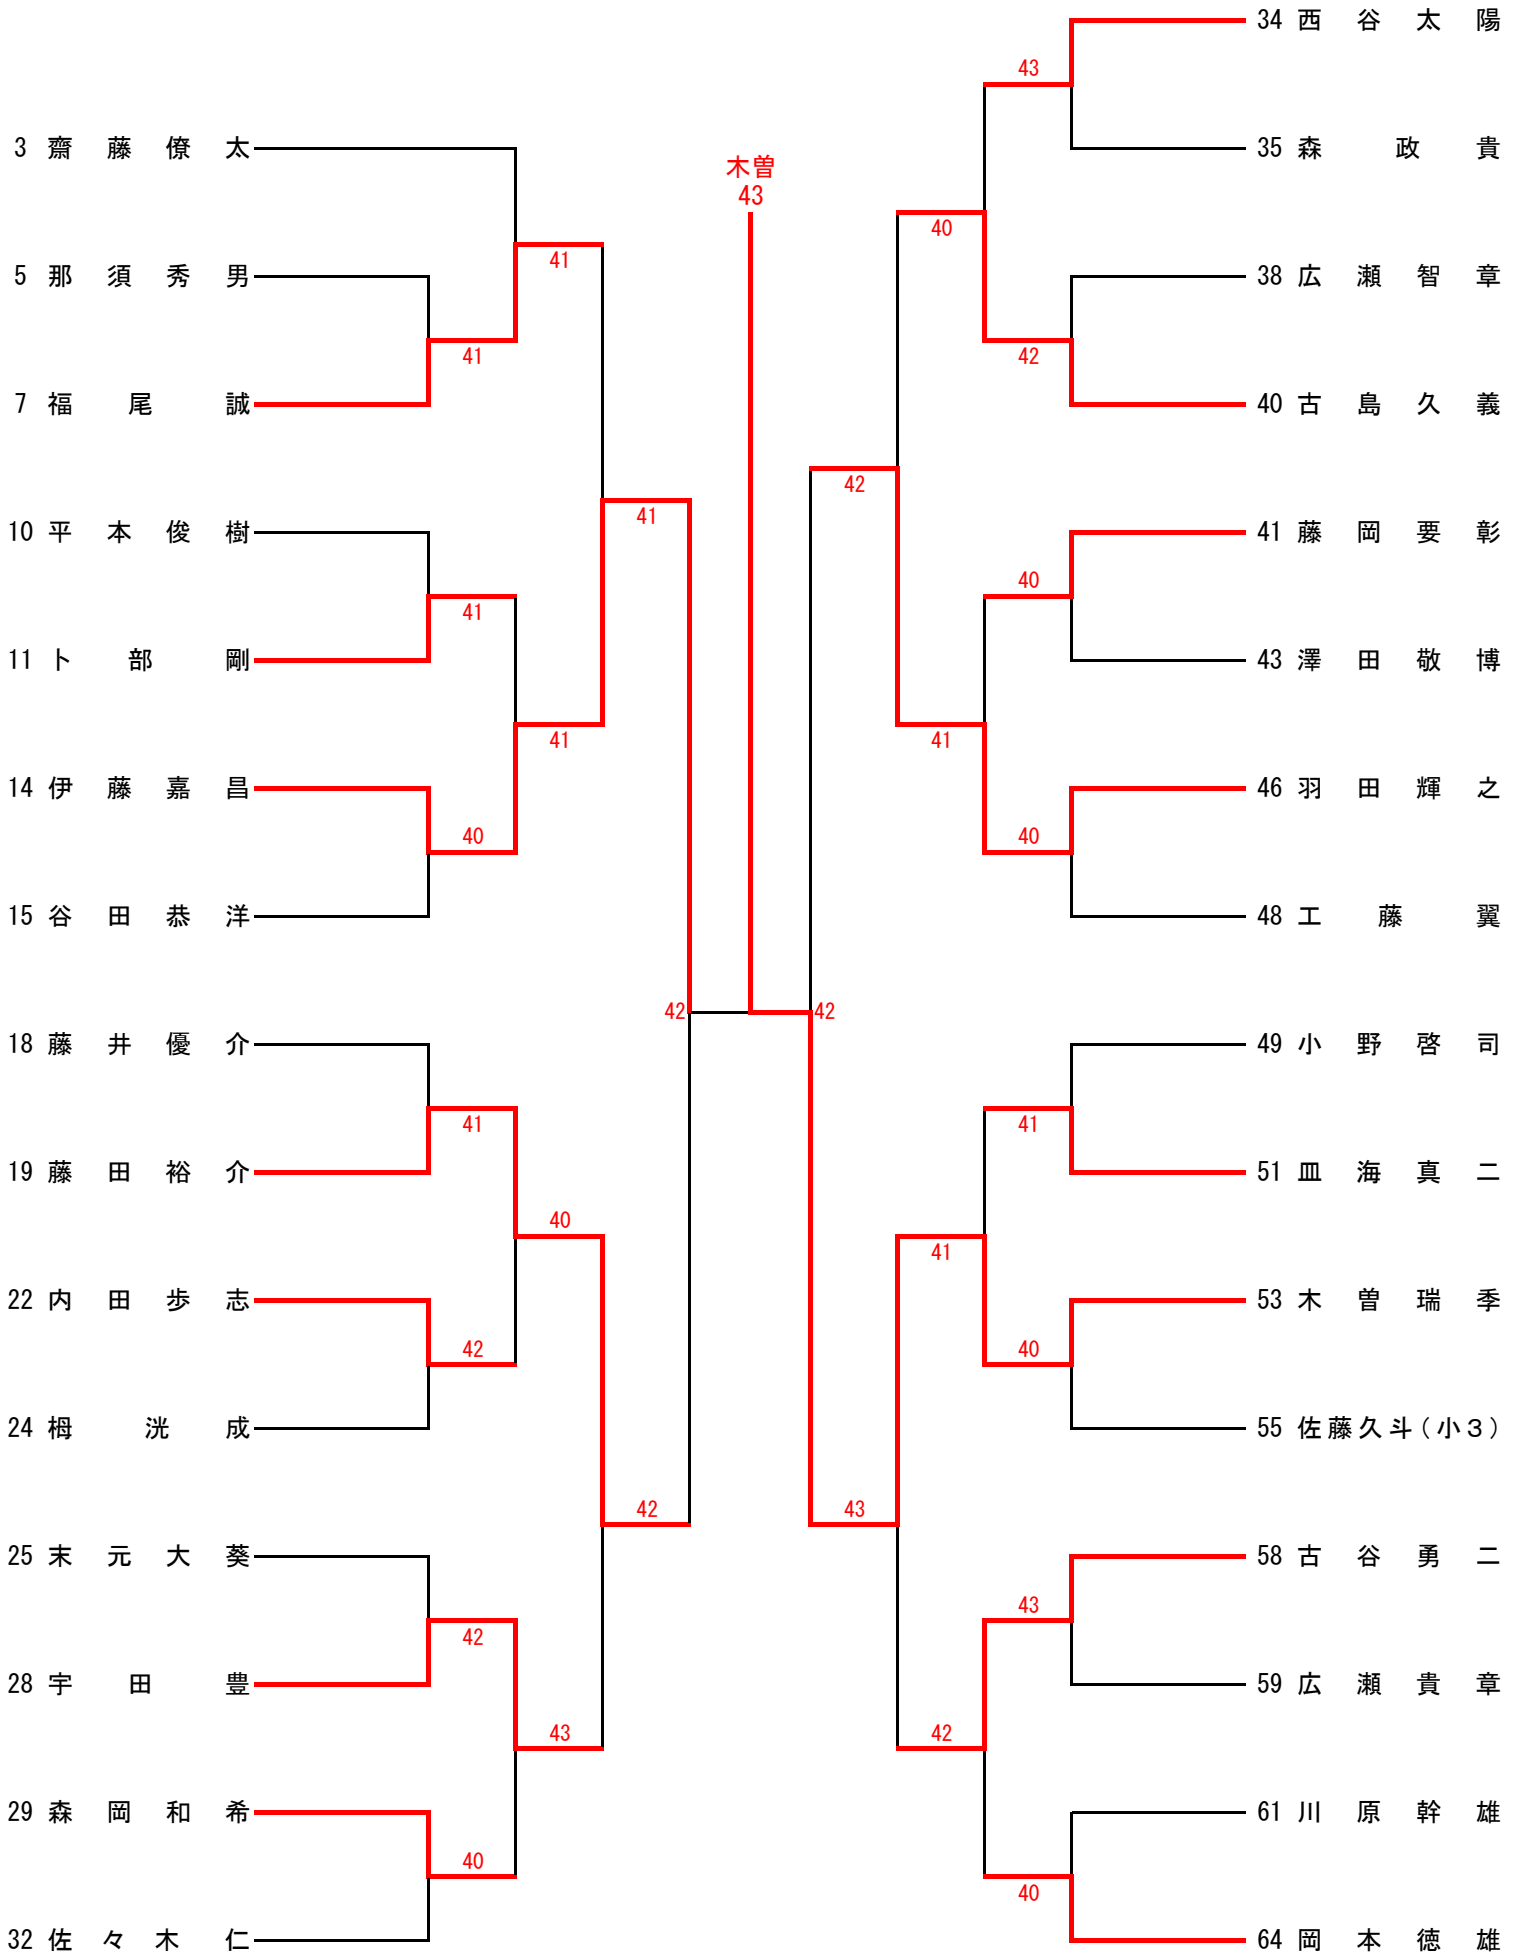 木曽
43
3 齋藤僚太
5 那須秀男
7 福尾誠
10 平本俊樹
11 卜部剛
14 伊藤嘉昌
15 谷田恭洋
18 藤井優介
19 藤田裕介
22 内田歩志
24 栂洸成
25 末元大葵
28 宇田豊
29 森岡和希
32 佐々木仁
41
41
41
41
40
41
41
42
40
42
42
43
40
41
42
42
42
34 西谷太陽
35 森政貴
38 広瀬智章
40 古島久義
41 藤岡要彰
43 澤田敬博
46 羽田輝之
48 工藤翼
49 小野啓司
51 皿海真二
53 木曽瑞季
55 佐藤久斗(小3)
58 古谷勇二
59 広瀬貴章
61 川原幹雄
64 岡本徳雄
43
42
40
40
41
40
43
40
41
42
41
40
43
42